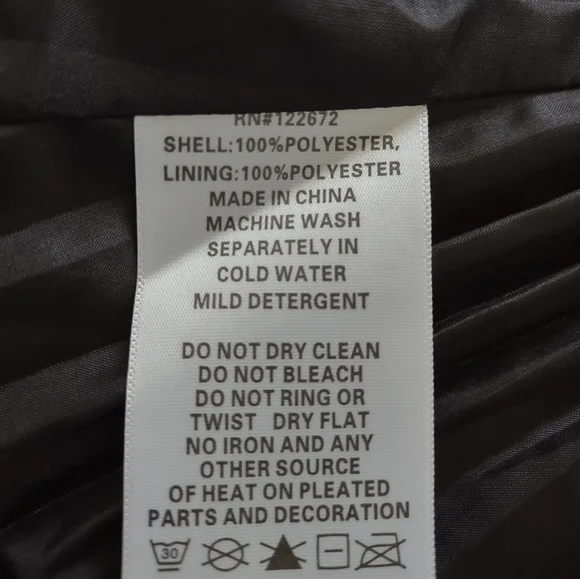 RN#122672
SHELL:100%POLYESTER,
LINING:100%POLYESTER
MADE IN CHINA
MACHINE WASH
SEPARATELY IN
COLD WATER
MILD DETERGENT
DO NOT DRY CLEAN
DO NOT BLEACH
DO NOT RING OR
TWIST DRY FLAT
NO IRON AND ANY
OTHER SOURCE
OF HEAT ON PLEATED
PARTS AND DECORATION
30